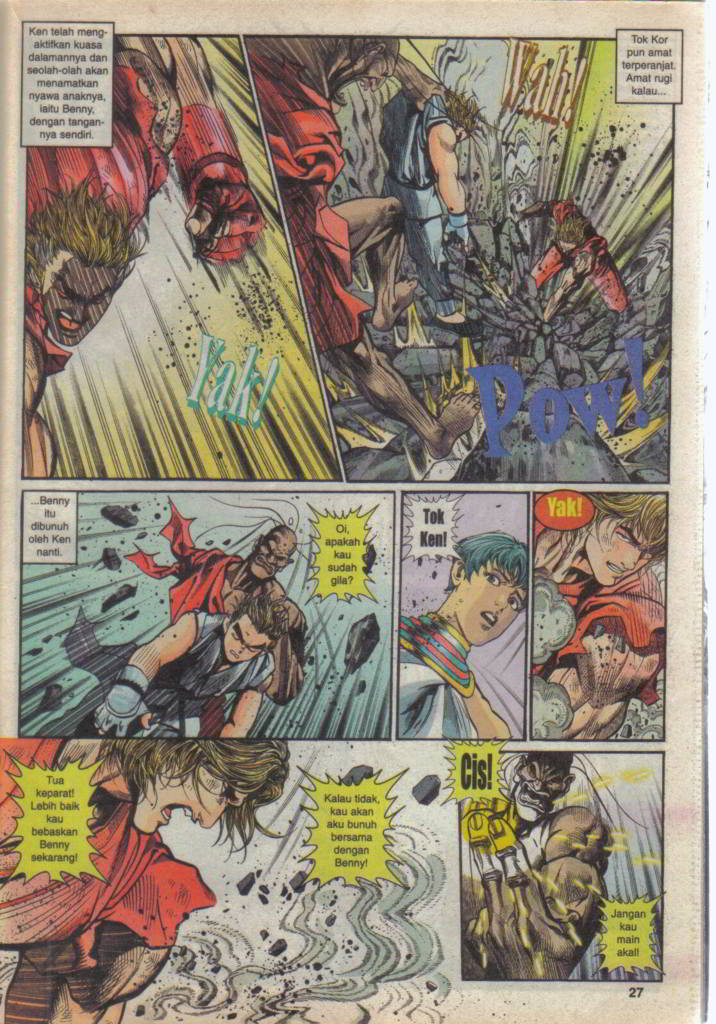 Ken telah meng-
aktifkan kuasa
dalamannya dan
seolah-olah akan
menamatkan
nyawa anaknya,
iaitu Benny,
dengan tangan-
nya sendiri.
Yak!
Yah!
Tok Kor
pun amat
terperanjat.
Amat rugi
kalau...
Pow!
...Benny
itu
dibunuh
oleh Ken
nanti.
Oi,
apakah
kau
sudah
gila?
Tok
Ken!
Yak!
Tua
keparat!
Lebih baik
kau
bebaskan
Benny
sekarang!
Kalau tidak,
kau akan
aku bunuh
bersama
dengan
Benny!
Cis!
Jangan
kau
main
akal!
27